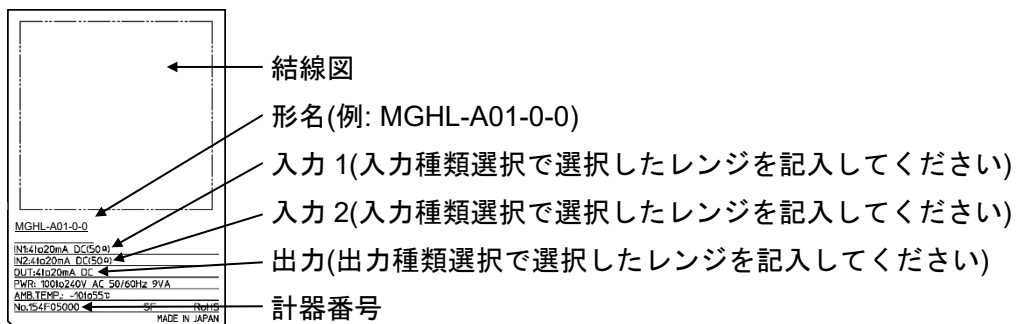 結線図
形名(例: MGHL-A01-0-0)
入力 1(入力種類選択で選択したレンジを記入してください)
入力 2(入力種類選択で選択したレンジを記入してください)
出力(出力種類選択で選択したレンジを記入してください)
計器番号
MGHL-A01-0-0
IN1:4to20mA DC(50Ω)
IN2:4to20mA DC(50Ω)
OUT:4to20mA DC
PWR: 100to240V AC 50/60Hz 9VA
AMB.TEMP.: -10to55℃
No.154F05000 SF RoHS
MADE IN JAPAN